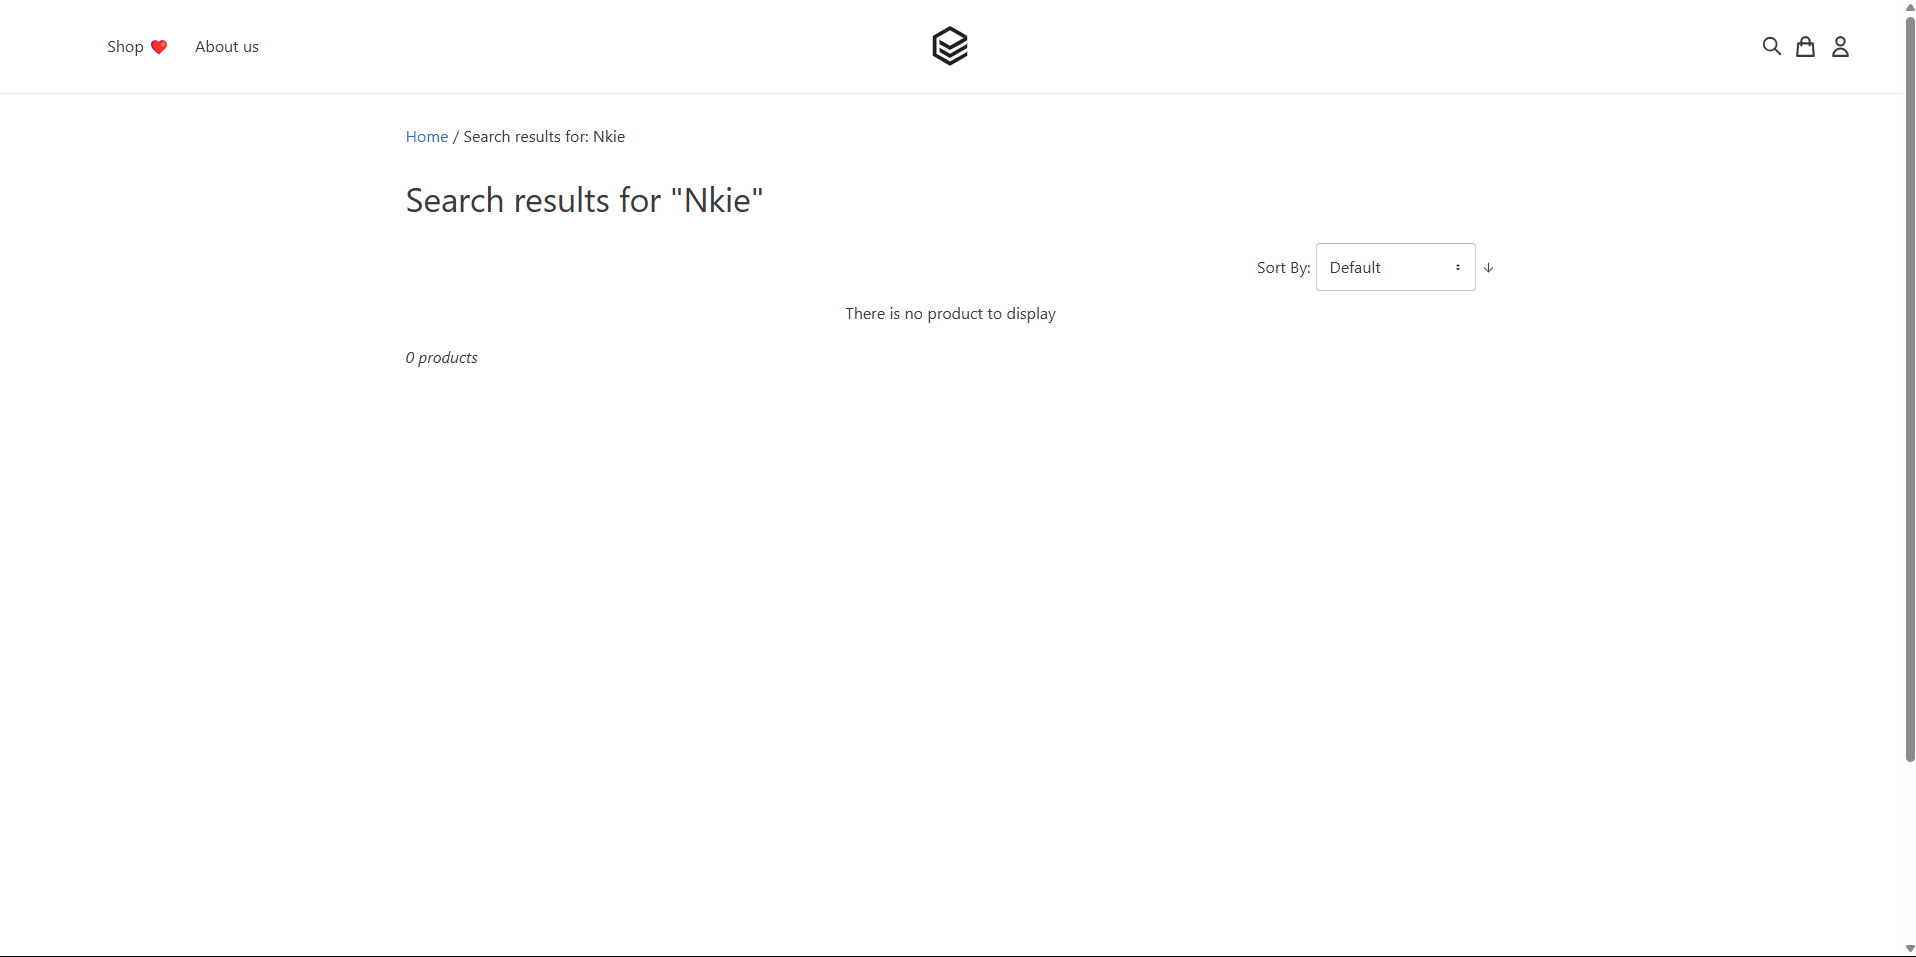 Shop ❤️ About us
Home / Search results for: Nkie
Search results for "Nkie"
Sort By: Default
There is no product to display
0 products